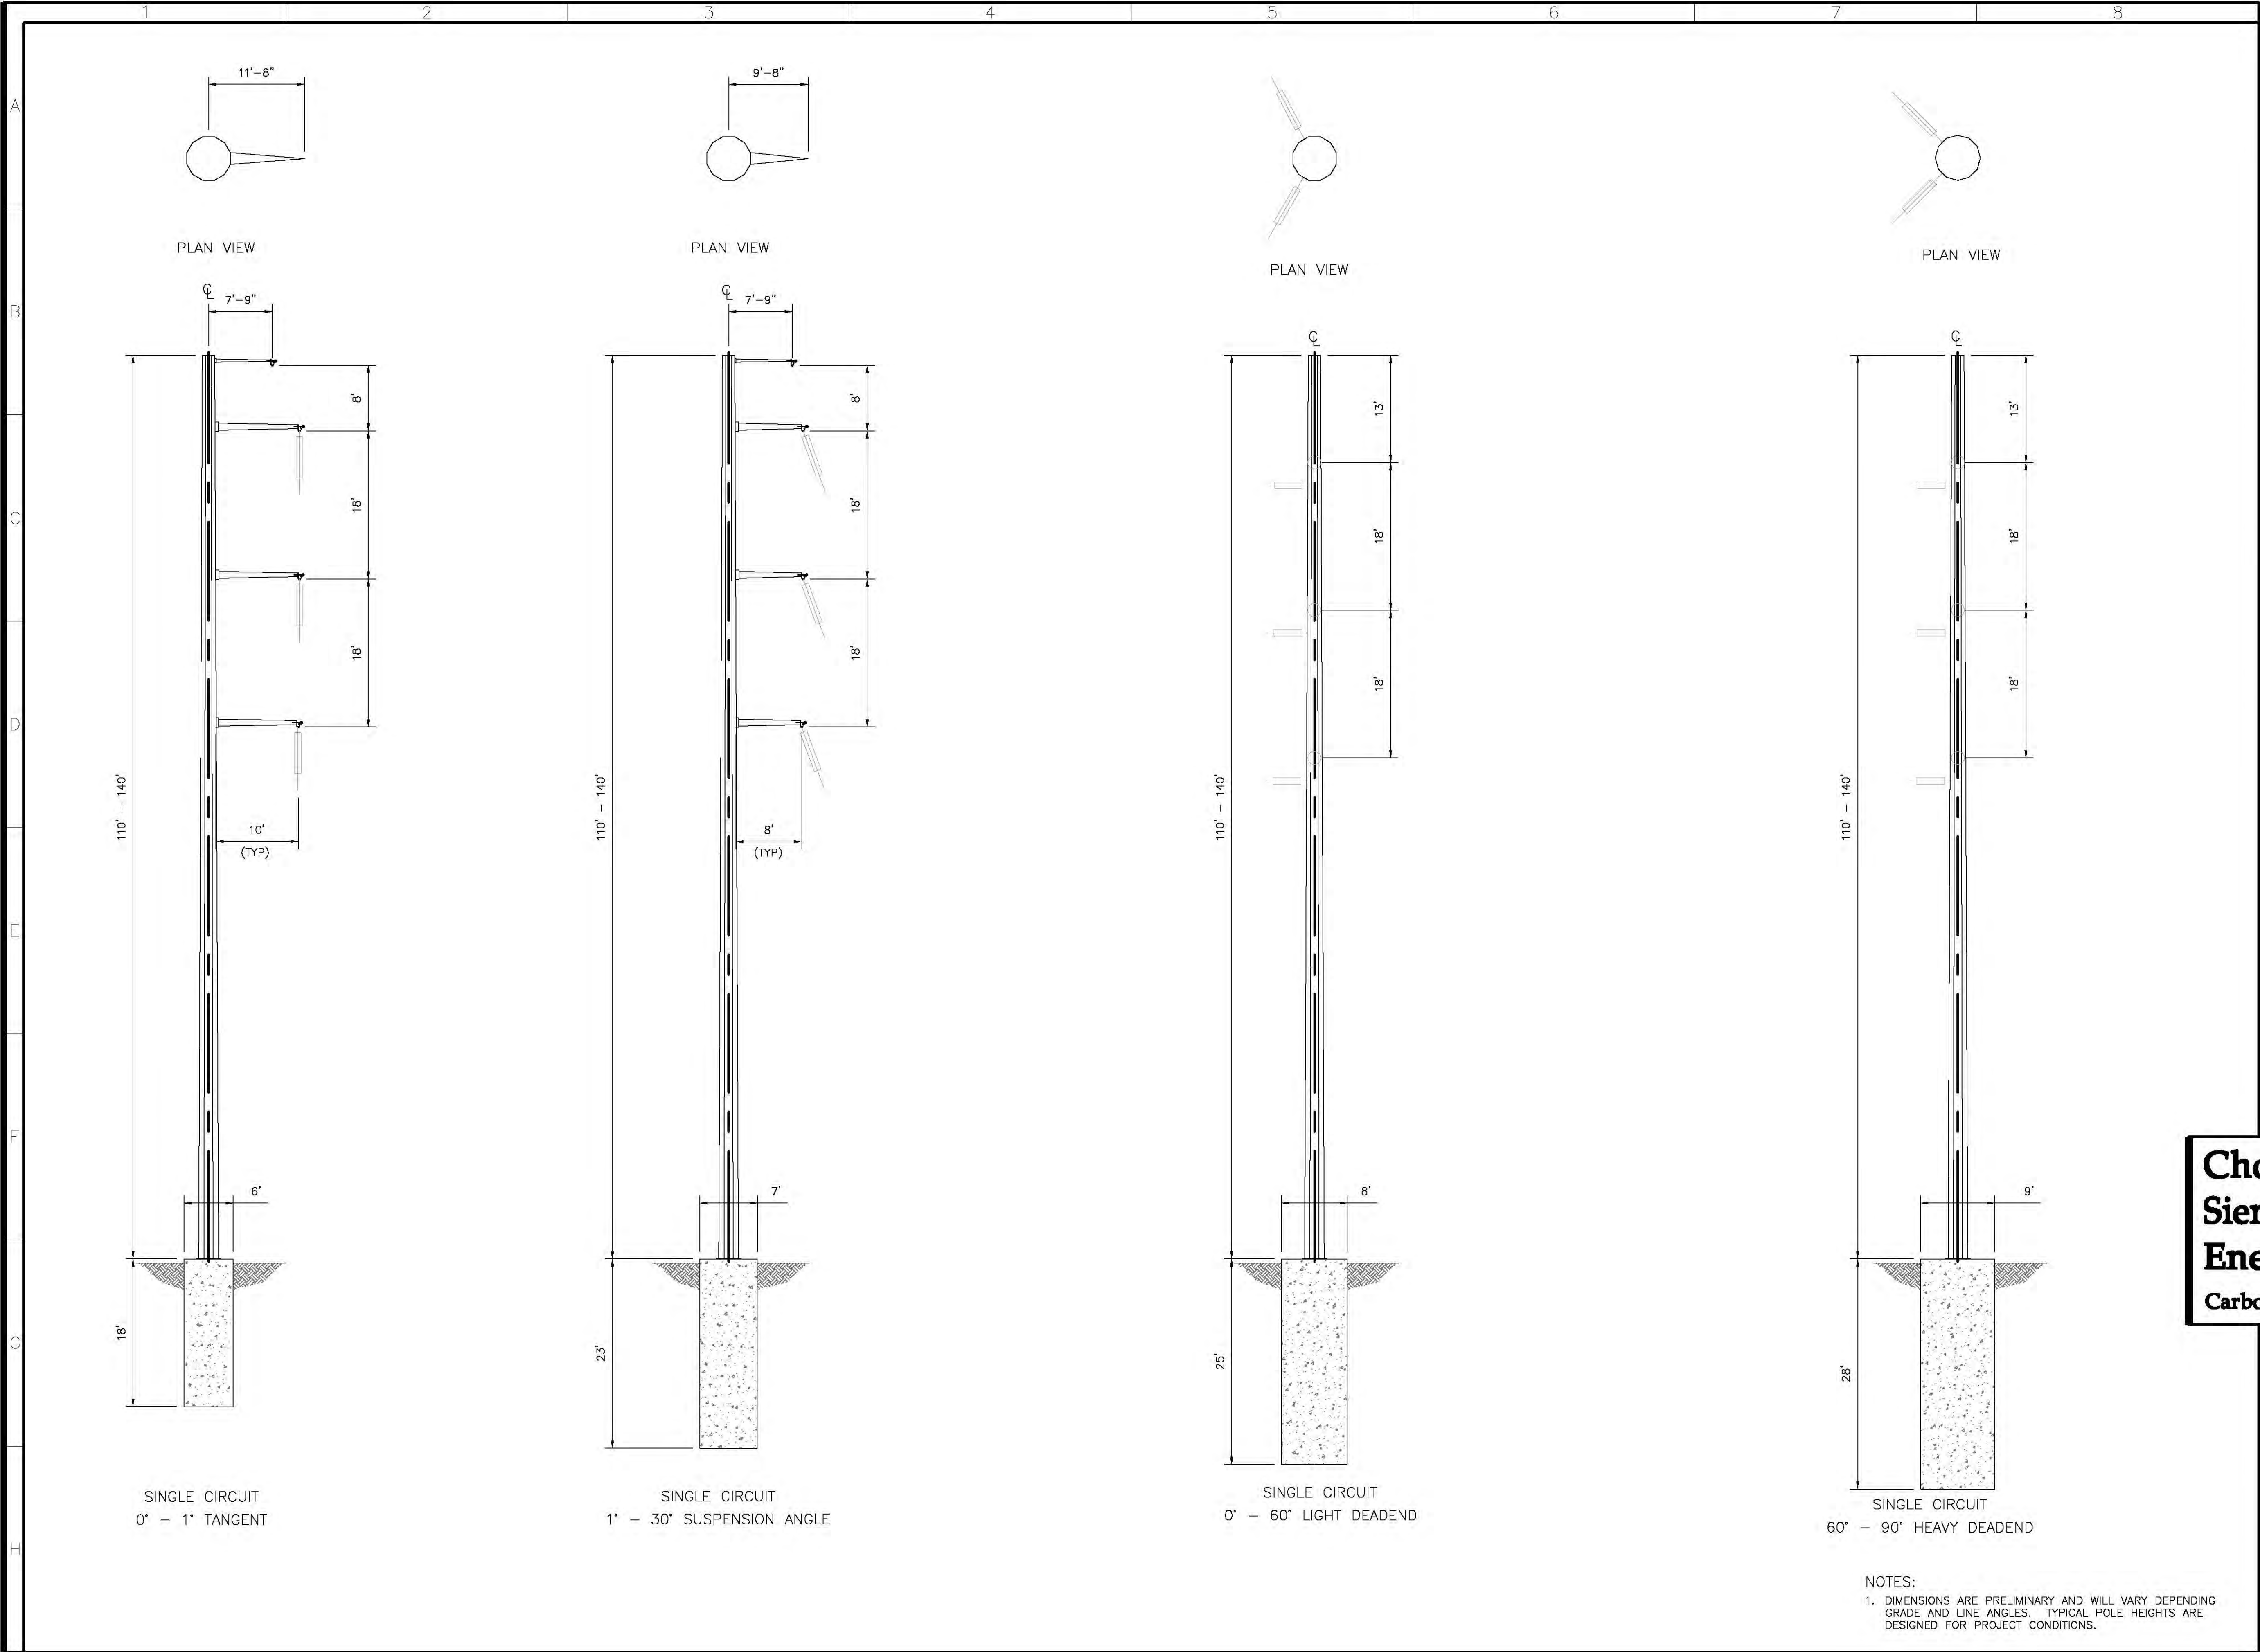 1 2 3 4 5 6 7 8
A
B
C
D
E
F
G
H
11'-8"
PLAN VIEW
℄
7'-9"
8'
18'
18'
110' - 140'
10'
(TYP)
6'
18'
SINGLE CIRCUIT
0° - 1° TANGENT
9'-8"
PLAN VIEW
℄
7'-9"
8'
18'
18'
110' - 140'
8'
(TYP)
7'
23'
SINGLE CIRCUIT
1° - 30° SUSPENSION ANGLE
PLAN VIEW
℄
13'
18'
18'
110' - 140'
8'
25'
SINGLE CIRCUIT
0° - 60° LIGHT DEADEND
PLAN VIEW
℄
13'
18'
18'
110' - 140'
9'
28'
SINGLE CIRCUIT
60° - 90° HEAVY DEADEND
NOTES:
1. DIMENSIONS ARE PRELIMINARY AND WILL VARY DEPENDING
GRADE AND LINE ANGLES. TYPICAL POLE HEIGHTS ARE
DESIGNED FOR PROJECT CONDITIONS.